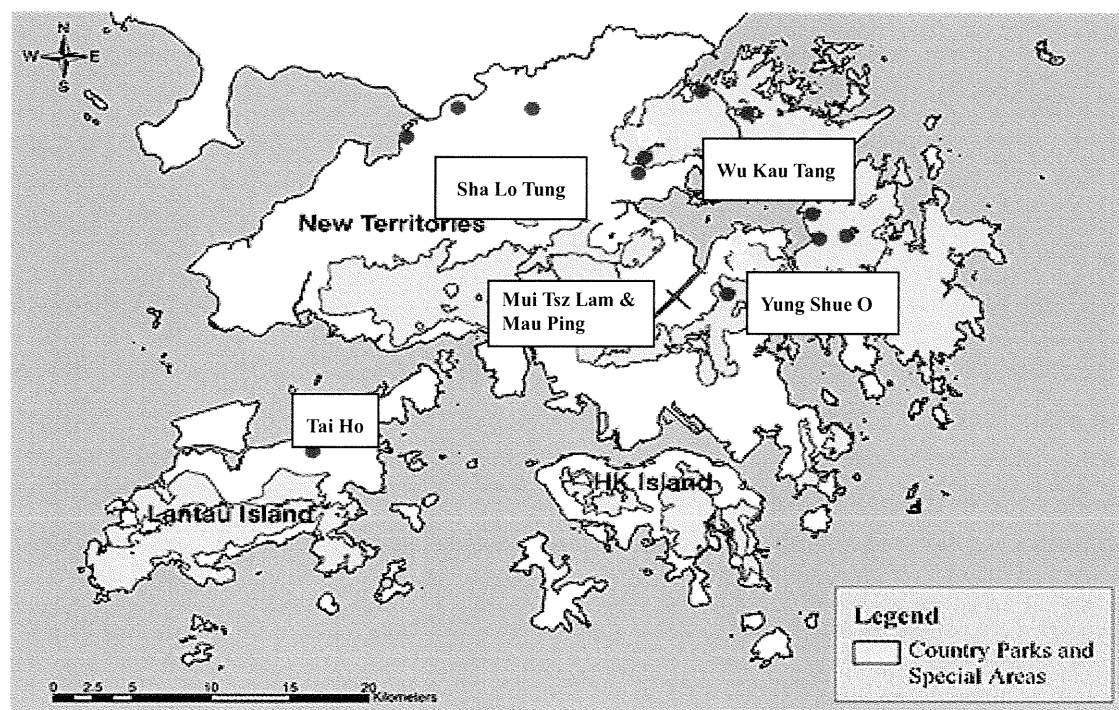 N
W E
S
Sha Lo Tung
Wu Kau Tang
New Territories
Mui Tsz Lam &
Mau Ping
Yung Shue O
Tai Ho
HK Island
Lantau Island
Legend
Country Parks and
Special Areas
0 2.5 5 10 15 20
Kilometers